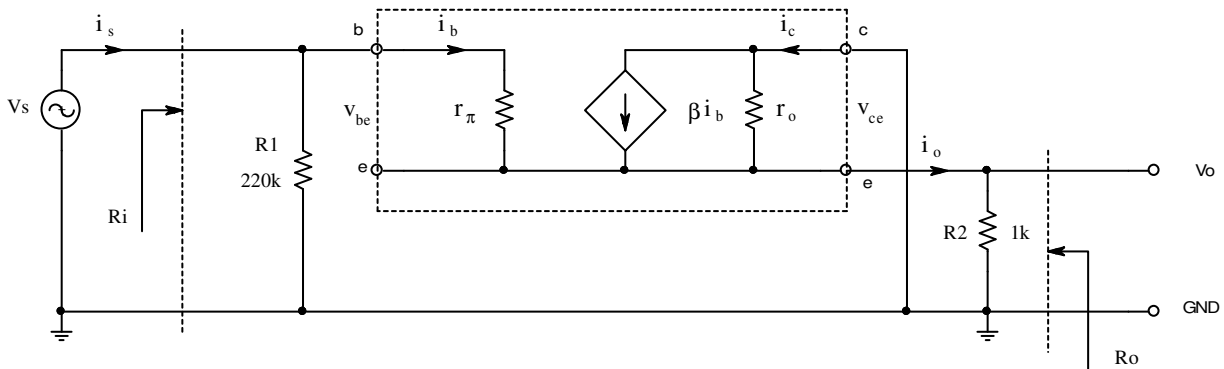 i s
b
i b
i c
c
Vs
v be
r π
β i b
r o
v ce
R1
220k
e
i o
e
Vo
Ri
R2 1k
GND
Ro